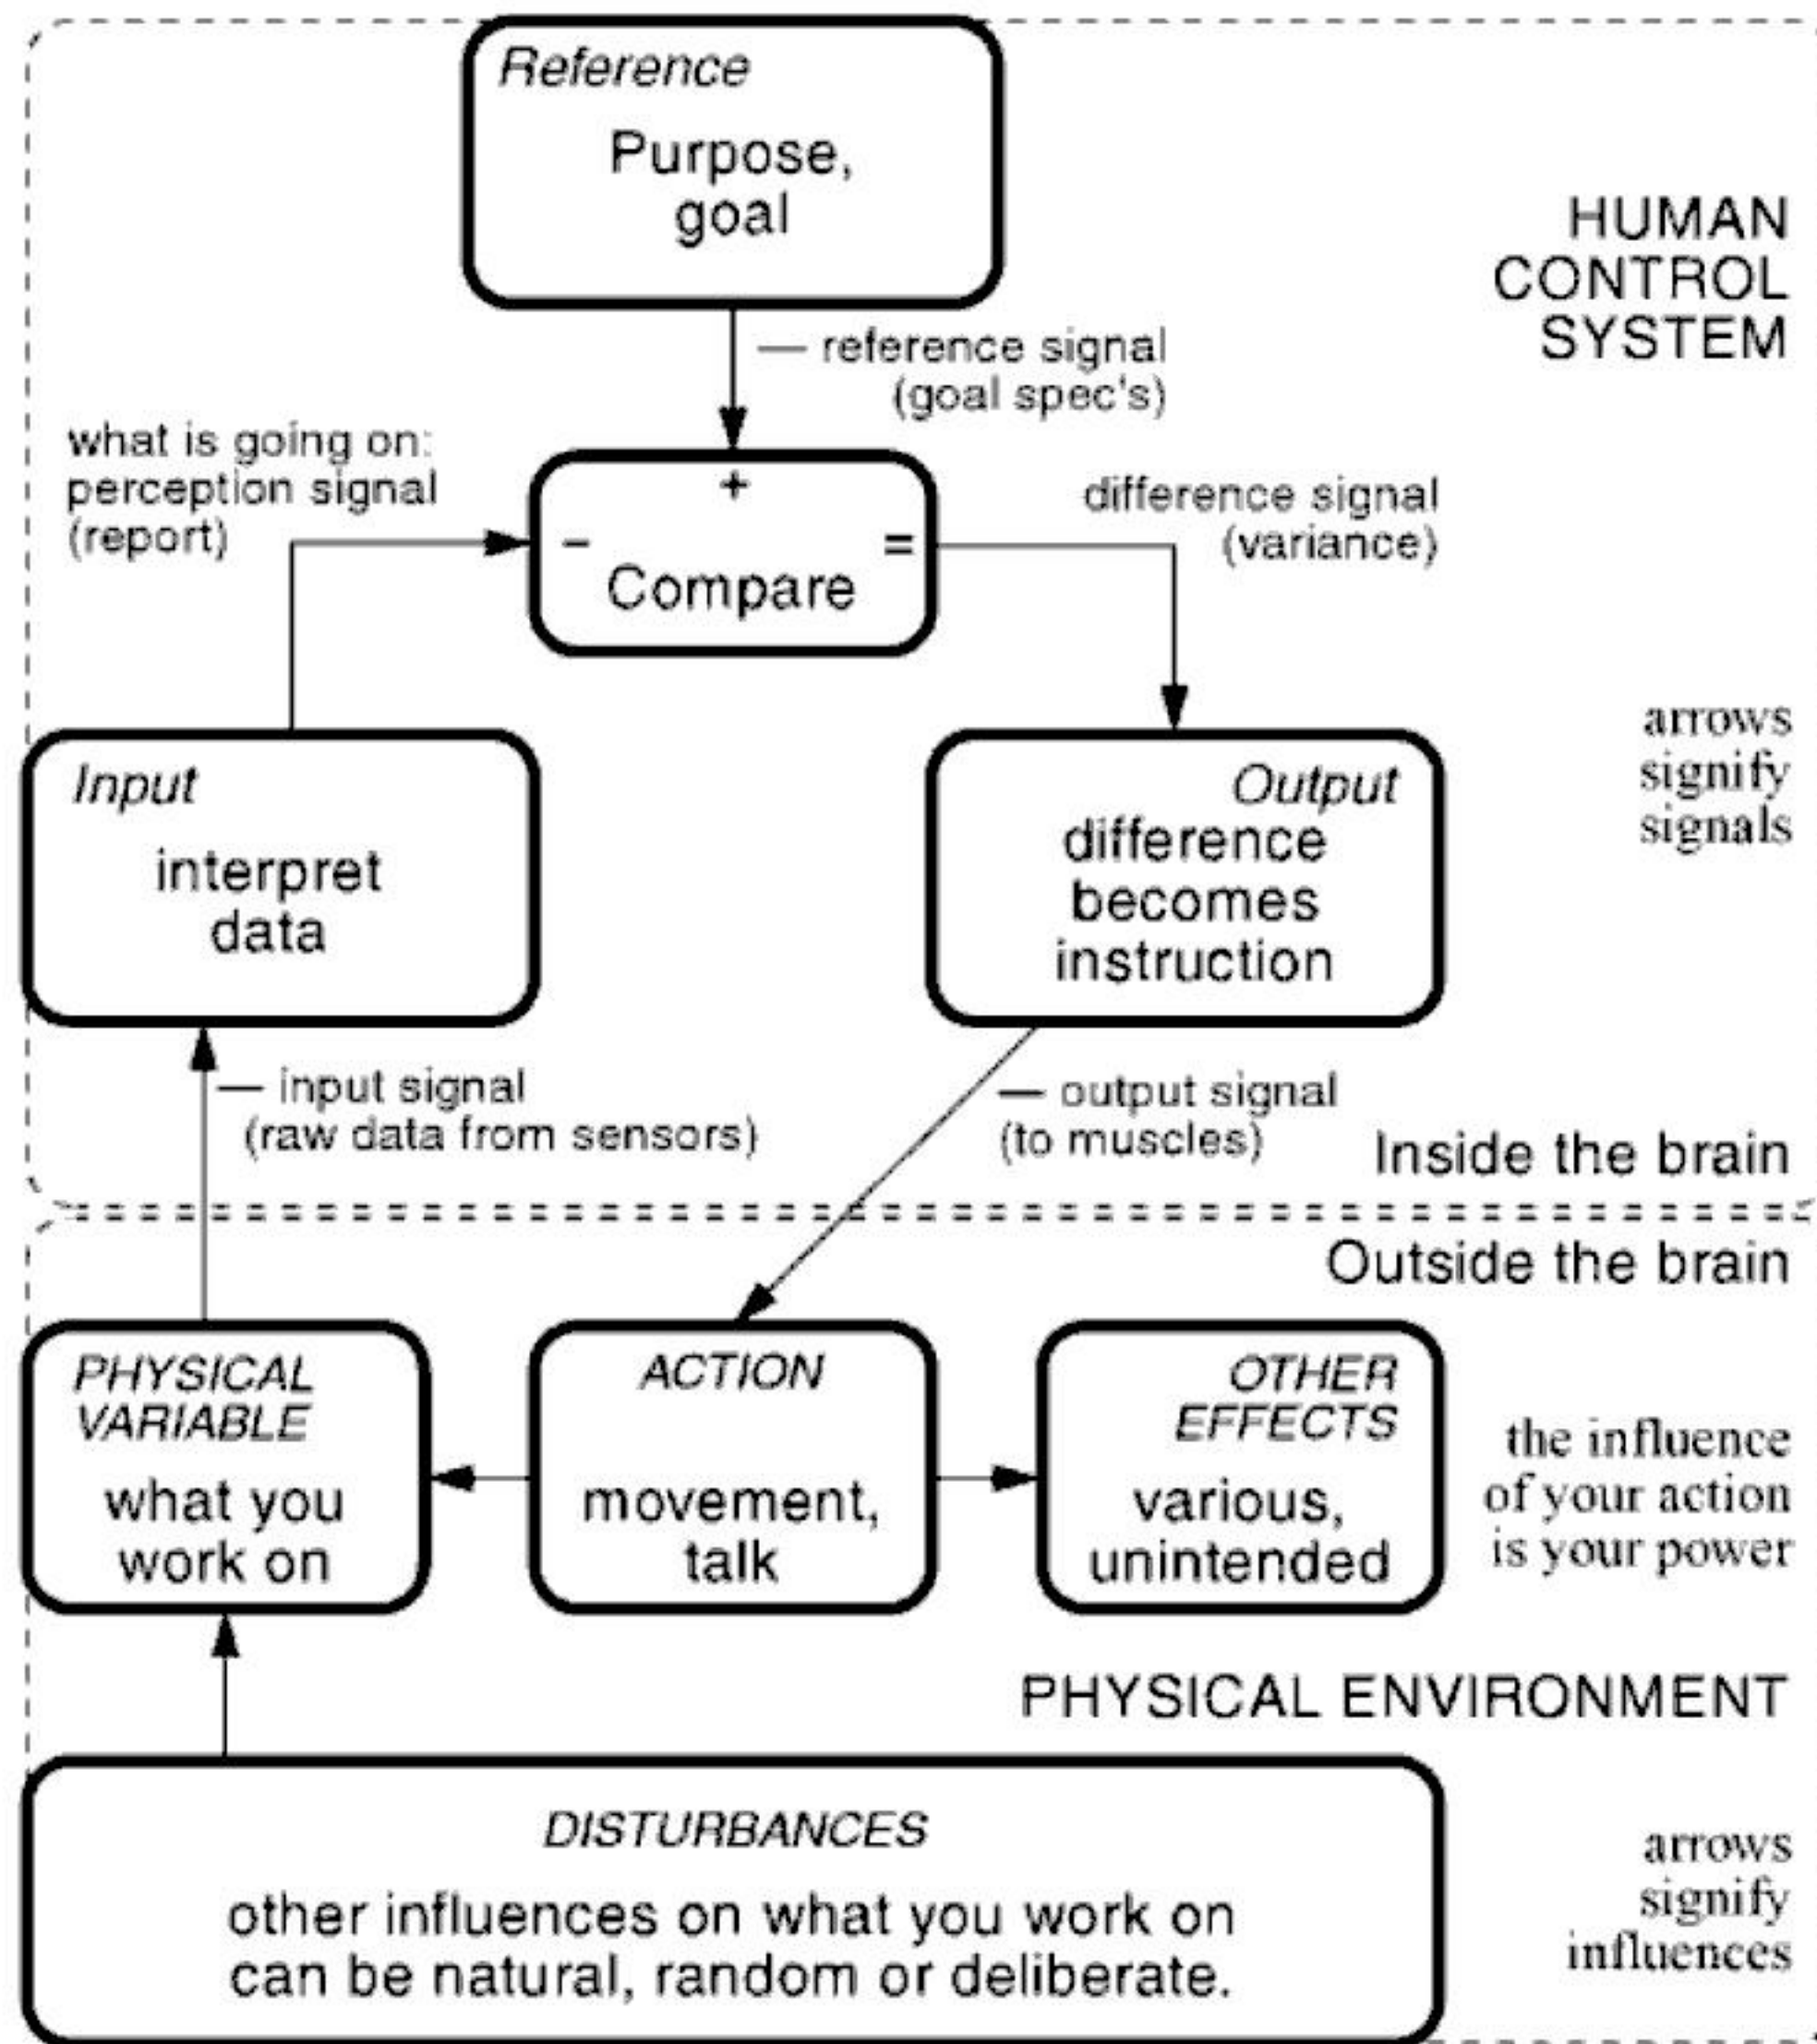 Reference
Purpose,
goal
HUMAN
CONTROL
SYSTEM
— reference signal
(goal spec's)
what is going on:
perception signal
(report)
+
− =
Compare
difference signal
(variance)
arrows
signify
signals
Input
interpret
data
Output
difference
becomes
instruction
— input signal
(raw data from sensors)
— output signal
(to muscles)
Inside the brain
Outside the brain
PHYSICAL
VARIABLE
what you
work on
ACTION
movement,
talk
OTHER
EFFECTS
various,
unintended
the influence
of your action
is your power
PHYSICAL ENVIRONMENT
DISTURBANCES
other influences on what you work on
can be natural, random or deliberate.
arrows
signify
influences